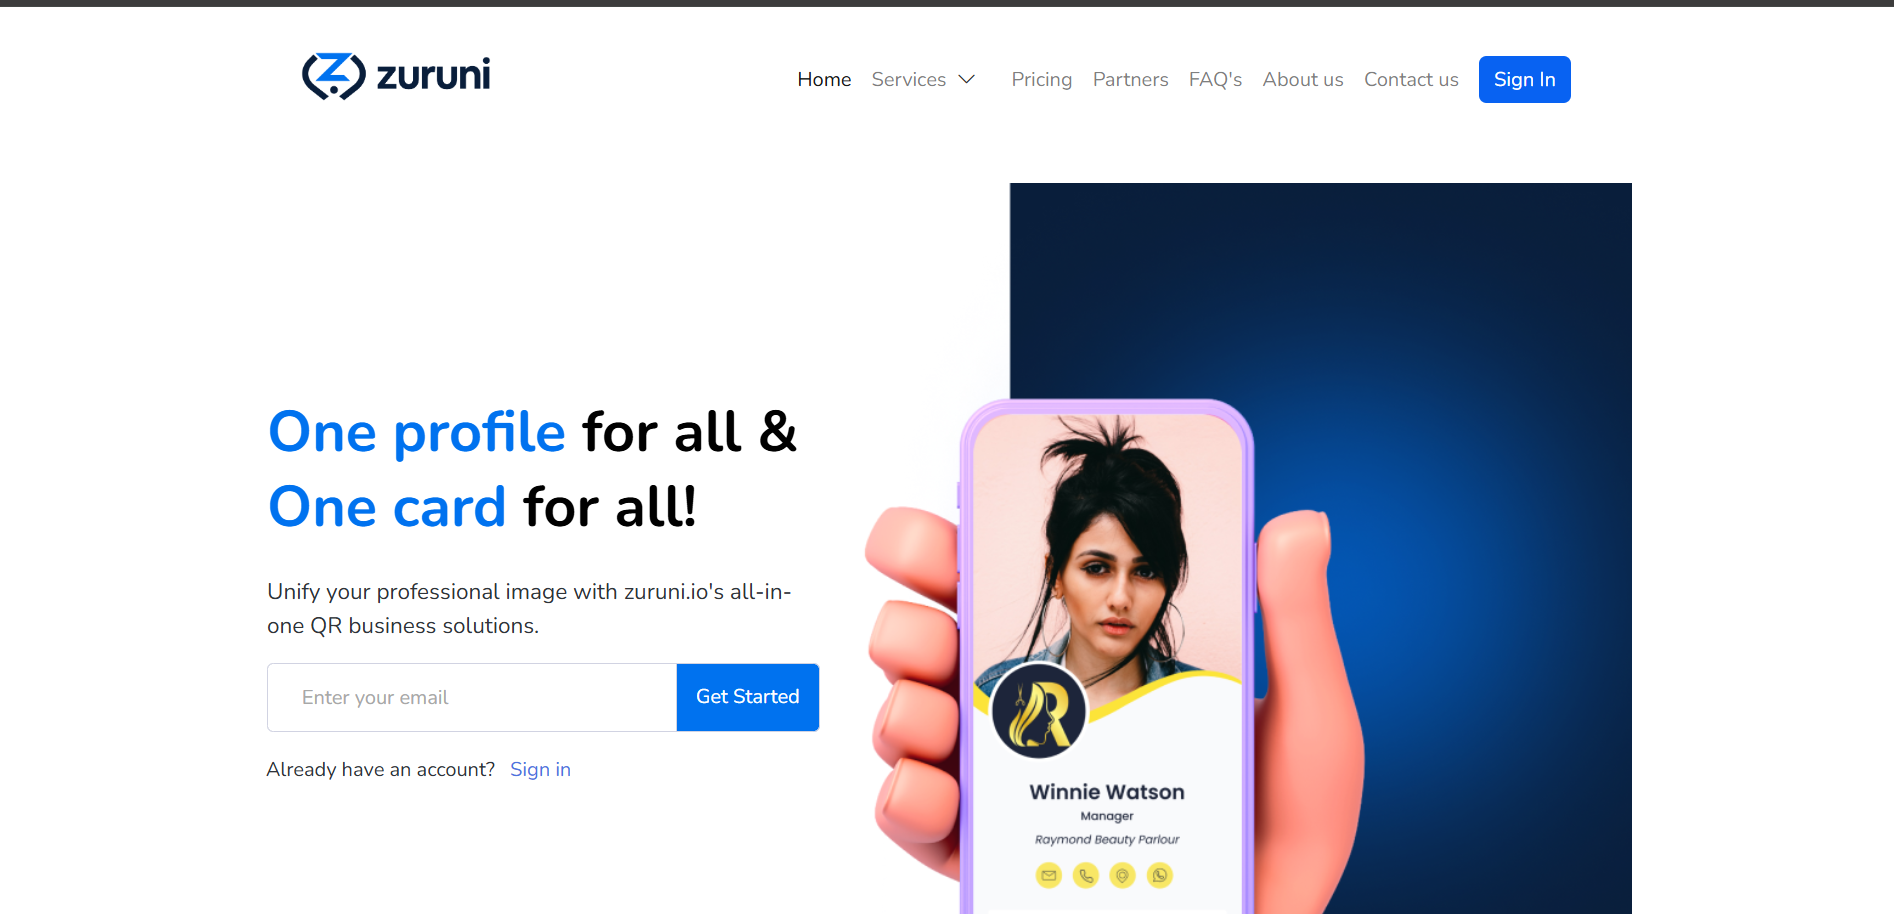 zuruni
Home Services Pricing Partners FAQ's About us Contact us Sign In
One profile for all &
One card for all!
Unify your professional image with zuruni.io's all-in-
one QR business solutions.
Enter your email Get Started
Already have an account? Sign in
R
Winnie Watson
Manager
Raymond Beauty Parlour